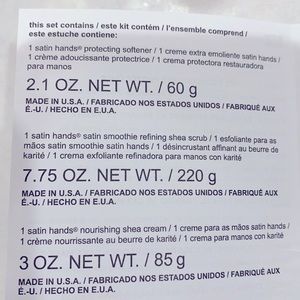 this set contains / este kit contém / l'ensemble comprend /
este estuche contiene:
1 satin hands® protecting softener / 1 creme extra emoliente satin hands /
1 crème adoucissante protectrice / 1 crema protectora restauradora
para manos
2.1 OZ. NET WT. / 60 g
MADE IN U.S.A. / FABRICADO NOS ESTADOS UNIDOS / FABRIQUÉ AUX
É.-U. / HECHO EN E.U.A.
1 satin hands® satin smoothie refining shea scrub / 1 esfoliante para as
mãos satin smoothie satin hands / 1 désincrustant affinant au beurre de
karité / 1 crema exfoliante refinadora para manos con karité
7.75 OZ. NET WT. / 220 g
MADE IN U.S.A. / FABRICADO NOS ESTADOS UNIDOS / FABRIQUÉ AUX
É.-U. / HECHO EN E.U.A.
1 satin hands® nourishing shea cream / 1 creme para as mãos satin hands /
1 crème nourrissante au beurre de karité / 1 crema para manos con karité
3 OZ. NET WT. / 85 g
MADE IN U.S.A. / FABRICADO NOS ESTADOS UNIDOS / FABRIQUÉ AUX
É.-U. / HECHO EN E.U.A.